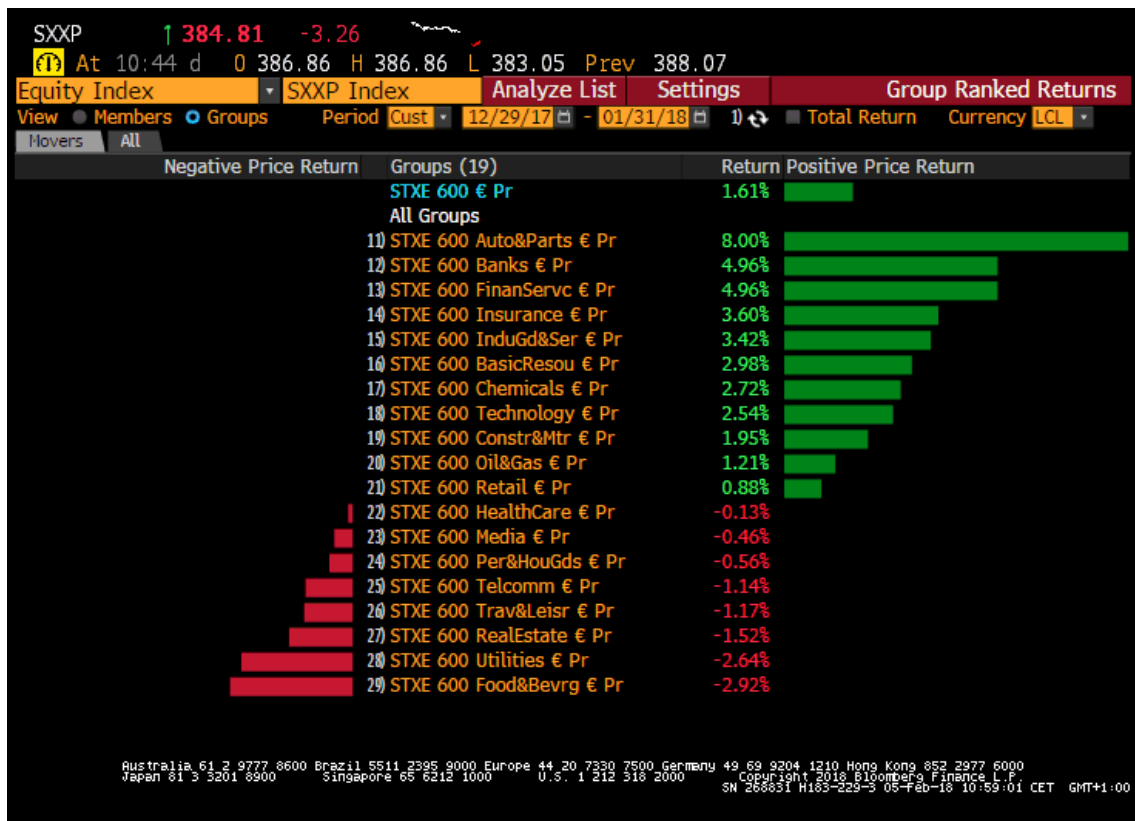 SXXP ↑ 384.81 -3.26
At 10:44 d O 386.86 H 386.86 L 383.05 Prev 388.07
Equity Index SXXP Index Analyze List Settings Group Ranked Returns
View Members Groups Period Cust 12/29/17 - 01/31/18 1) Total Return Currency LCL
Movers All
Negative Price Return Groups (19) Return Positive Price Return
STXE 600 € Pr 1.61%
All Groups
11) STXE 600 Auto&Parts € Pr 8.00%
12) STXE 600 Banks € Pr 4.96%
13) STXE 600 FinanServc € Pr 4.96%
14) STXE 600 Insurance € Pr 3.60%
15) STXE 600 InduGd&Ser € Pr 3.42%
16) STXE 600 BasicResou € Pr 2.98%
17) STXE 600 Chemicals € Pr 2.72%
18) STXE 600 Technology € Pr 2.54%
19) STXE 600 Constr&Mtr € Pr 1.95%
20) STXE 600 Oil&Gas € Pr 1.21%
21) STXE 600 Retail € Pr 0.88%
22) STXE 600 HealthCare € Pr -0.13%
23) STXE 600 Media € Pr -0.46%
24) STXE 600 Per&HouGds € Pr -0.56%
25) STXE 600 Telcomm € Pr -1.14%
26) STXE 600 Trav&Leisr € Pr -1.17%
27) STXE 600 RealEstate € Pr -1.52%
28) STXE 600 Utilities € Pr -2.64%
29) STXE 600 Food&Bevrg € Pr -2.92%
Australia 61 2 9777 8600 Brazil 5511 2395 9000 Europe 44 20 7330 7500 Germany 49 69 9204 1210 Hong Kong 852 2977 6000
Japan 81 3 3201 8900 Singapore 65 6212 1000 U.S. 1 212 318 2000 Copyright 2018 Bloomberg Finance L.P.
SN 268831 H183-229-3 05-Feb-18 10:59:01 CET GMT+1:00